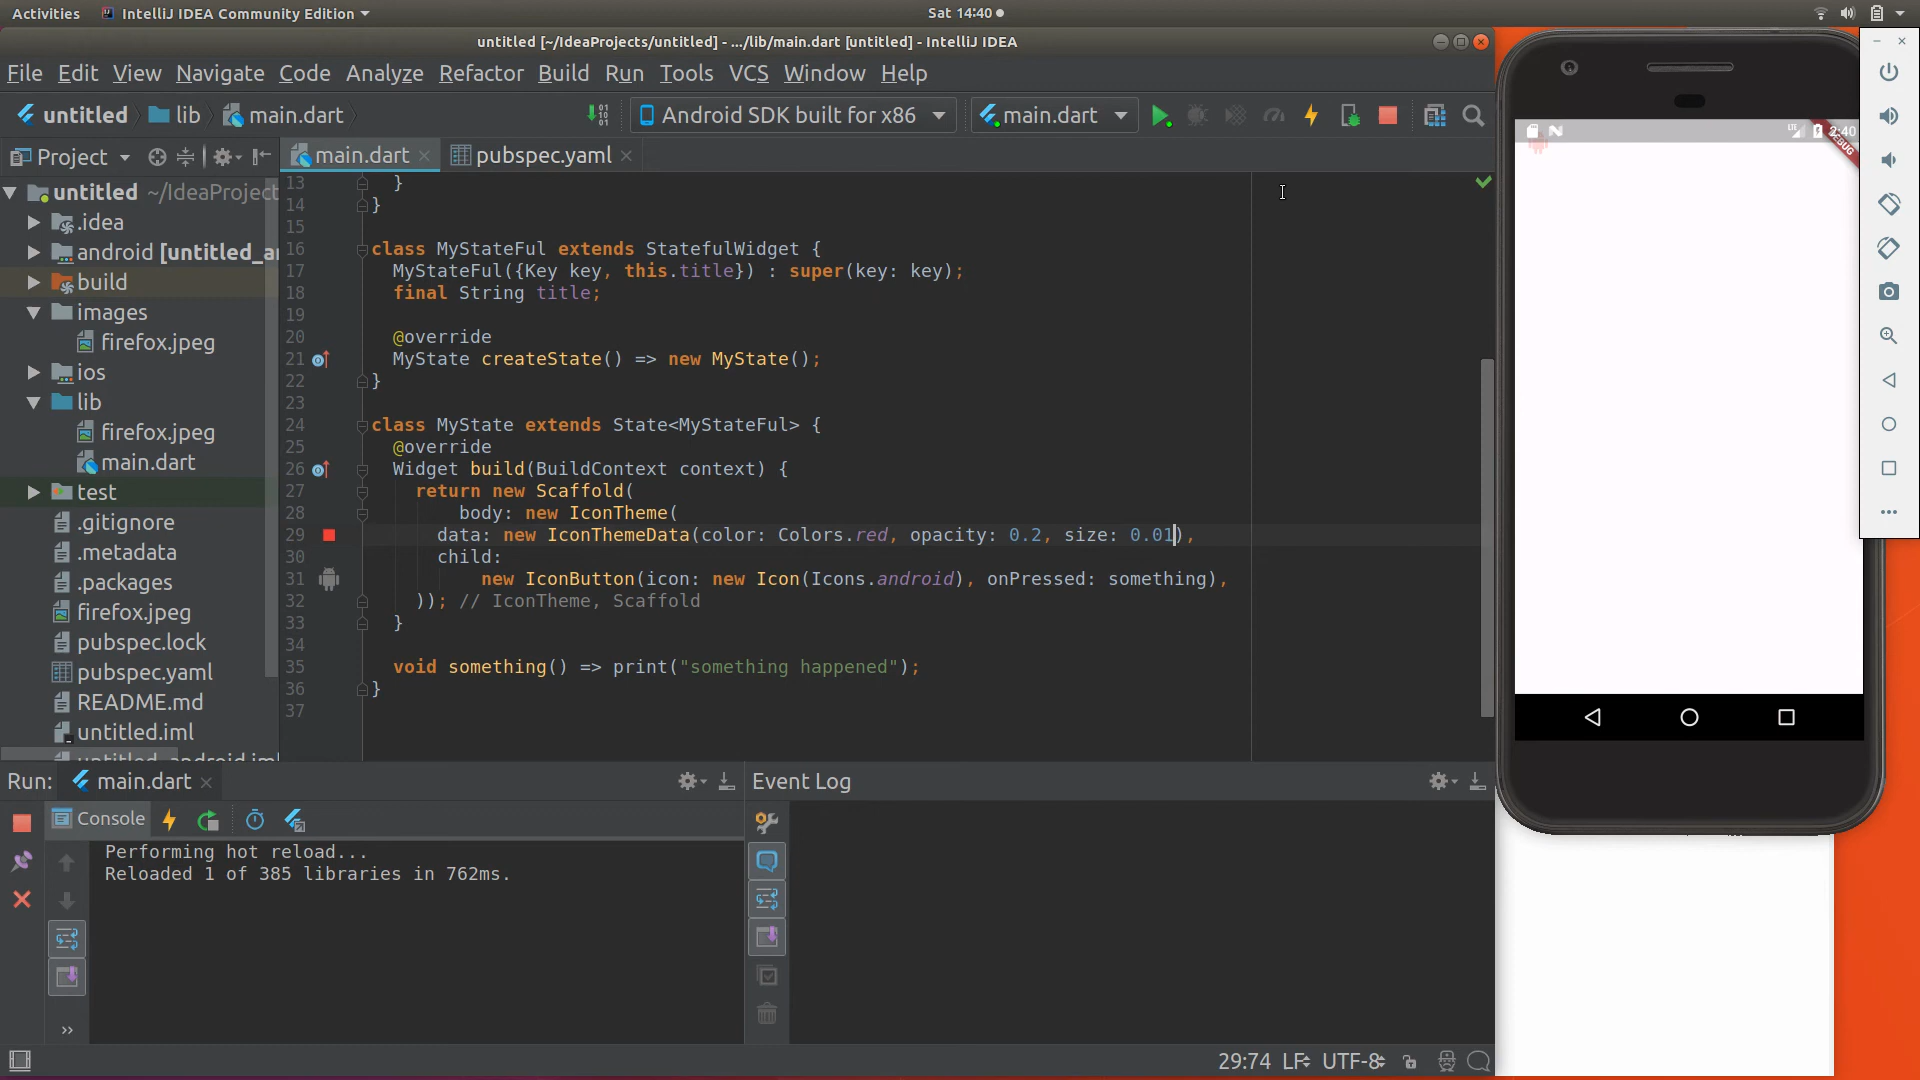 Activities IntelliJ IDEA Community Edition Sat 14:40
untitled [~/IdeaProjects/untitled] - .../lib/main.dart [untitled] - IntelliJ IDEA
File Edit View Navigate Code Analyze Refactor Build Run Tools VCS Window Help
untitled lib main.dart Android SDK built for x86 main.dart
Project main.dart pubspec.yaml
untitled ~/IdeaProject
.idea
android [untitled_a
build
images
firefox.jpeg
ios
lib
firefox.jpeg
main.dart
test
.gitignore
.metadata
.packages
firefox.jpeg
pubspec.lock
pubspec.yaml
README.md
untitled.iml
untitled_android.iml
13 }
14 }
15
16 class MyStateFul extends StatefulWidget {
17 MyStateFul({Key key, this.title}) : super(key: key);
18 final String title;
19
20 @override
21 MyState createState() => new MyState();
22 }
23
24 class MyState extends State<MyStateFul> {
25 @override
26 Widget build(BuildContext context) {
27 return new Scaffold(
28 body: new IconTheme(
29 data: new IconThemeData(color: Colors.red, opacity: 0.2, size: 0.01),
30 child:
31 new IconButton(icon: new Icon(Icons.android), onPressed: something),
32 )); // IconTheme, Scaffold
33 }
34
35 void something() => print("something happened");
36 }
37
LTE 2:40
DEBUG
Run: main.dart
Console
Performing hot reload...
Reloaded 1 of 385 libraries in 762ms.
Event Log
29:74 LF UTF-8